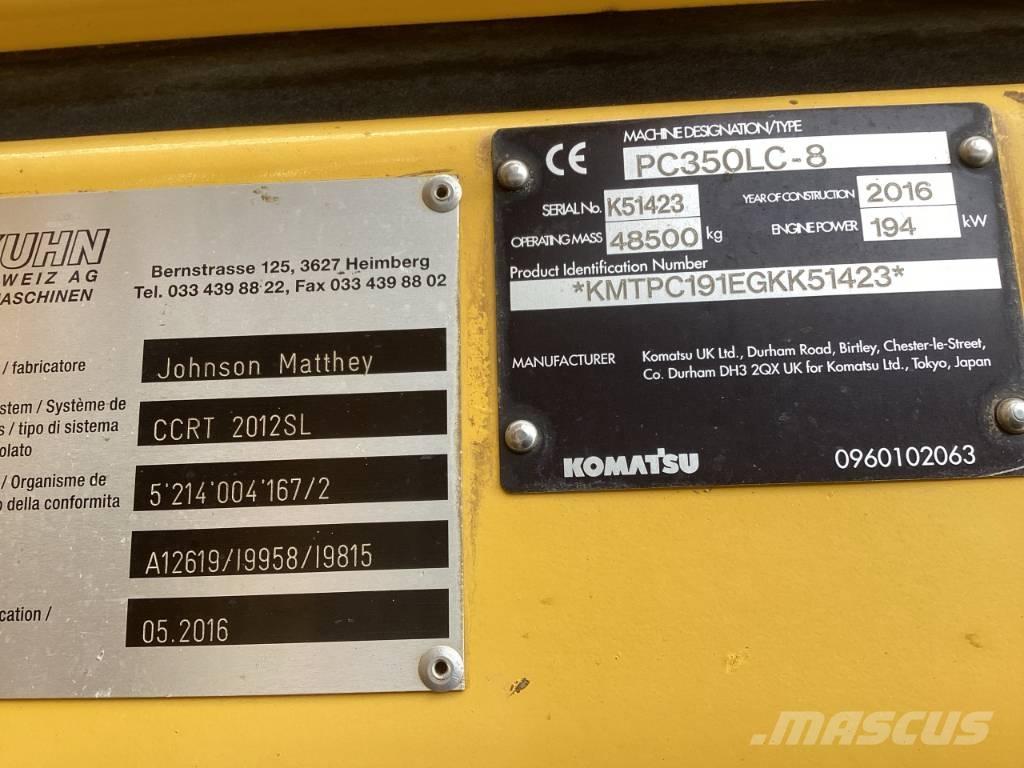 KUHN
WEIZ AG
MASCHINEN
Bernstrasse 125, 3627 Heimberg
Tel. 033 439 88 22, Fax 033 439 88 02
/ fabricatore
Johnson Matthey
stem / Système de
s / tipo di sistema
olato
CCRT 2012SL
/ Organisme de
o della conformita
5'214'004'167/2
A12619/I9958/I9815
cation /
05.2016
CE
MACHINE DESIGNATION/TYPE
PC350LC-8
SERIAL No. K51423
YEAR OF CONSTRUCTION 2016
OPERATING MASS 48500 kg
ENGINE POWER 194 kW
Product Identification Number
*KMTPC191EGKK51423*
MANUFACTURER
Komatsu UK Ltd., Durham Road, Birtley, Chester-le-Street,
Co. Durham DH3 2QX UK for Komatsu Ltd., Tokyo, Japan
KOMATSU
0960102063
MASCUS